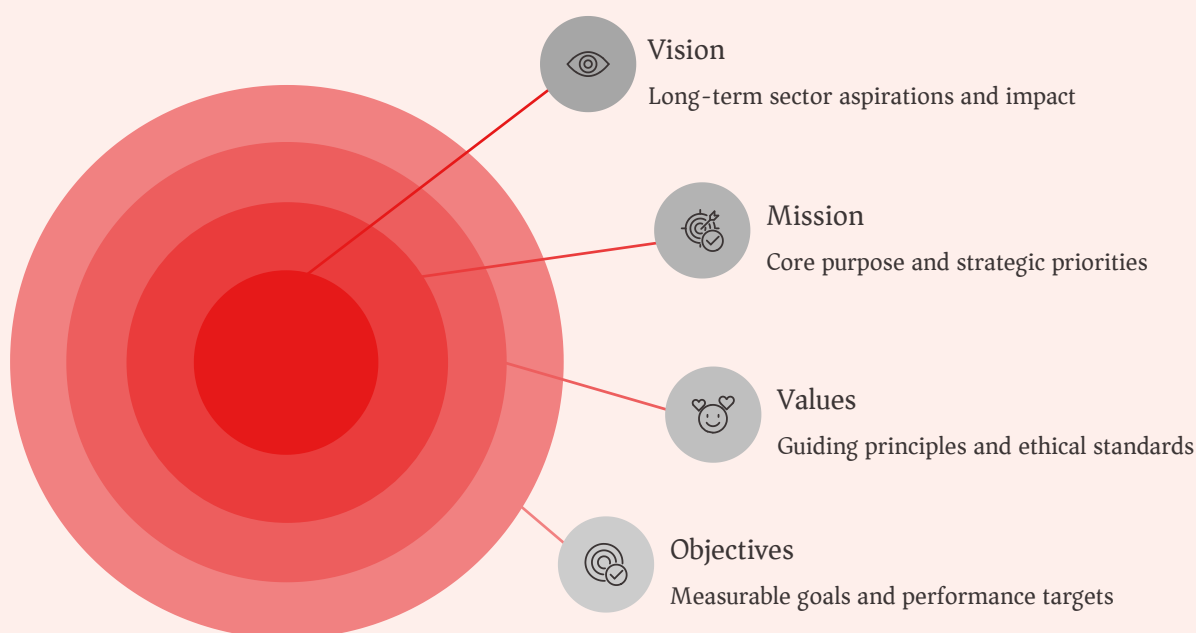 Vision
Long-term sector aspirations and impact
Mission
Core purpose and strategic priorities
Values
Guiding principles and ethical standards
Objectives
Measurable goals and performance targets